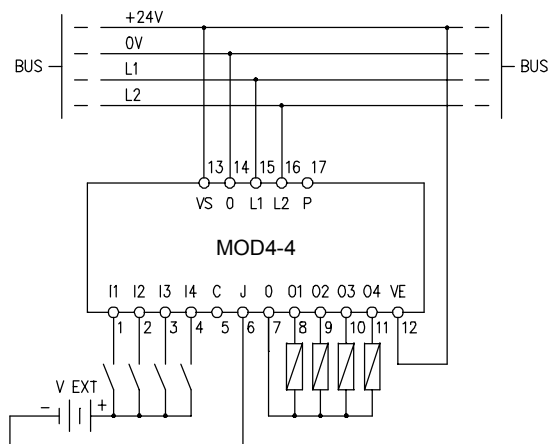 +24V
0V
BUS
BUS
L1
L2
13 14 15 16 17
VS 0 L1 L2 P
MOD4-4
I1 I2 I3 I4 C J 0 O1 O2 O3 O4 VE
1 2 3 4 5 6 7 8 9 10 11 12
V EXT
- +